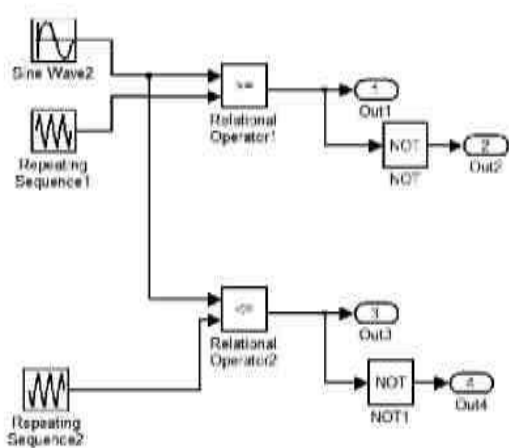 Sine Wave2
>=
Relational
Operator1
1
Out1
Repeating
Sequence1
NOT
NOT
2
Out2
<=
Relational
Operator2
3
Out3
Repeating
Sequence2
NOT
NOT1
4
Out4